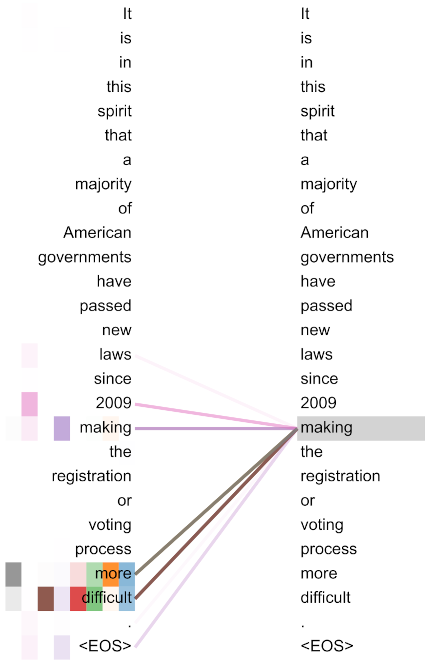 It It
is is
in in
this this
spirit spirit
that that
a a
majority majority
of of
American American
governments governments
have have
passed passed
new new
laws laws
since since
2009 2009
making making
the the
registration registration
or or
voting voting
process process
more more
difficult difficult
. .
<EOS> <EOS>